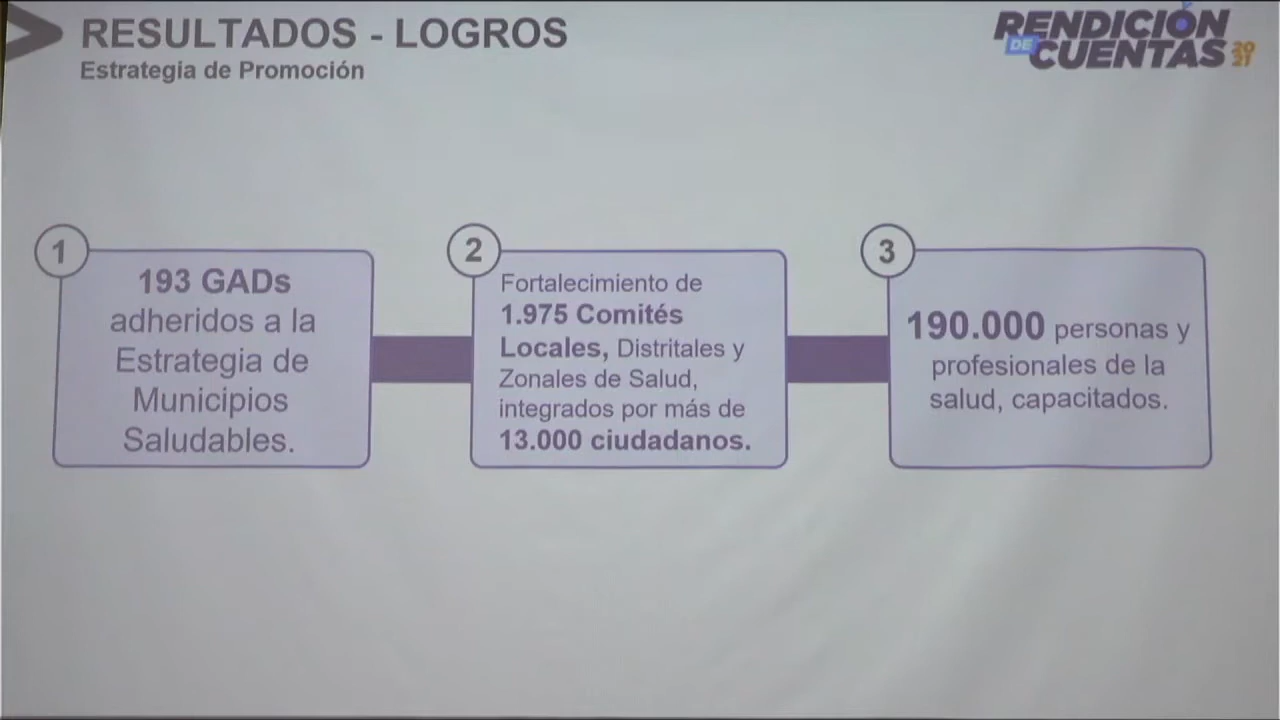 RESULTADOS - LOGROS
Estrategia de Promoción
RENDICIÓN
DE CUENTAS 2021
1
193 GADs
adheridos a la
Estrategia de
Municipios
Saludables.
2
Fortalecimiento de
1.975 Comités
Locales, Distritales y
Zonales de Salud,
integrados por más de
13.000 ciudadanos.
3
190.000 personas y
profesionales de la
salud, capacitados.